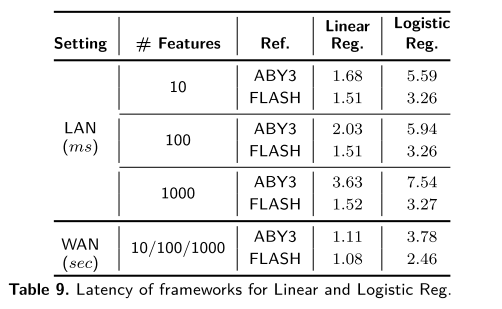 Setting # Features Ref. Linear Reg. Logistic Reg.
LAN (ms) 10 ABY3 1.68 5.59
FLASH 1.51 3.26
100 ABY3 2.03 5.94
FLASH 1.51 3.26
1000 ABY3 3.63 7.54
FLASH 1.52 3.27
WAN (sec) 10/100/1000 ABY3 1.11 3.78
FLASH 1.08 2.46
Table 9. Latency of frameworks for Linear and Logistic Reg.